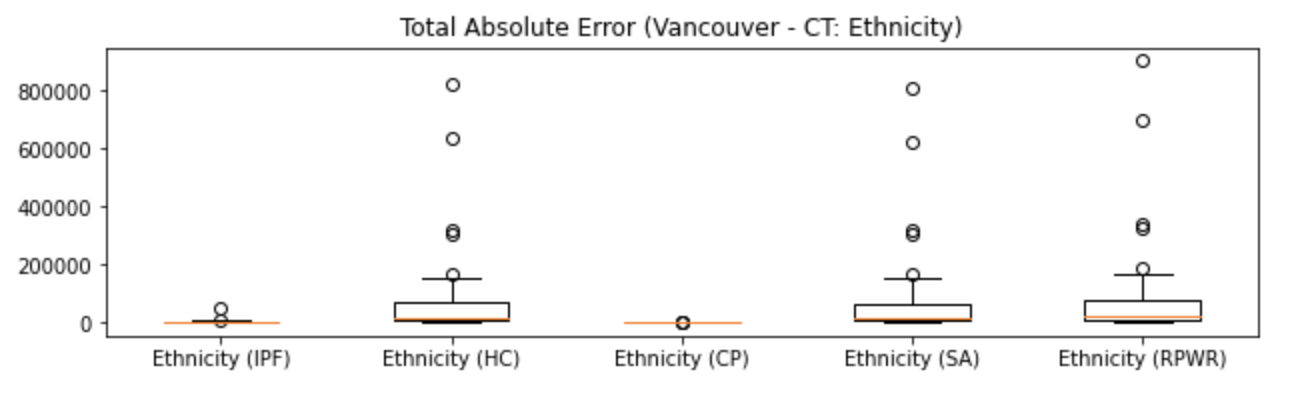 Total Absolute Error (Vancouver - CT: Ethnicity)
800000
600000
400000
200000
0
Ethnicity (IPF) Ethnicity (HC) Ethnicity (CP) Ethnicity (SA) Ethnicity (RPWR)